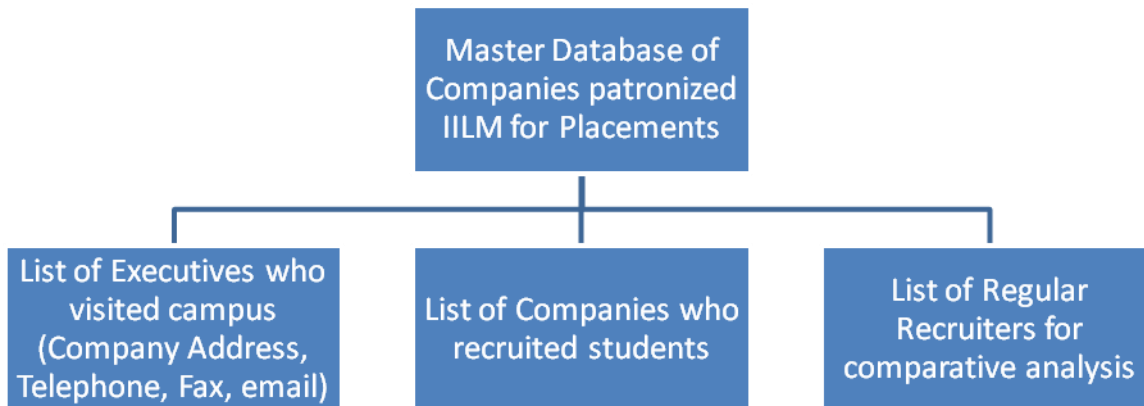 Master Database of
Companies patronized
IILM for Placements
List of Executives who
visited campus
(Company Address,
Telephone, Fax, email)
List of Companies who
recruited students
List of Regular
Recruiters for
comparative analysis